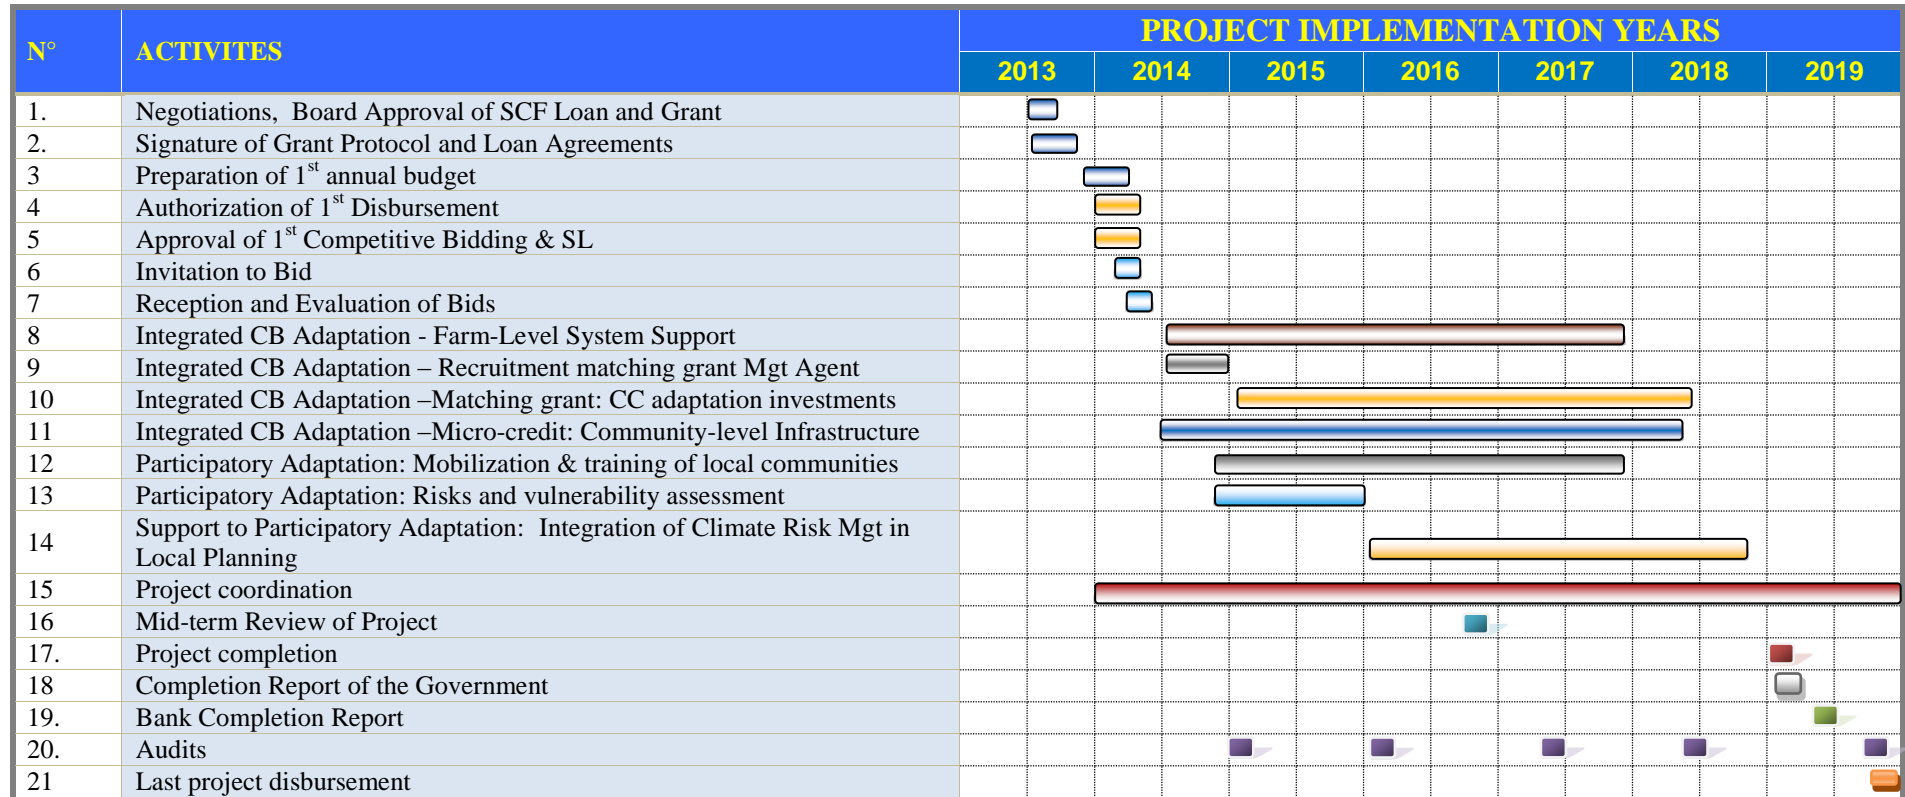 N° ACTIVITES PROJECT IMPLEMENTATION YEARS
2013 2014 2015 2016 2017 2018 2019
1. Negotiations, Board Approval of SCF Loan and Grant
2. Signature of Grant Protocol and Loan Agreements
3 Preparation of 1st annual budget
4 Authorization of 1st Disbursement
5 Approval of 1st Competitive Bidding & SL
6 Invitation to Bid
7 Reception and Evaluation of Bids
8 Integrated CB Adaptation - Farm-Level System Support
9 Integrated CB Adaptation – Recruitment matching grant Mgt Agent
10 Integrated CB Adaptation –Matching grant: CC adaptation investments
11 Integrated CB Adaptation –Micro-credit: Community-level Infrastructure
12 Participatory Adaptation: Mobilization & training of local communities
13 Participatory Adaptation: Risks and vulnerability assessment
14 Support to Participatory Adaptation: Integration of Climate Risk Mgt in
Local Planning
15 Project coordination
16 Mid-term Review of Project
17. Project completion
18 Completion Report of the Government
19. Bank Completion Report
20. Audits
21 Last project disbursement